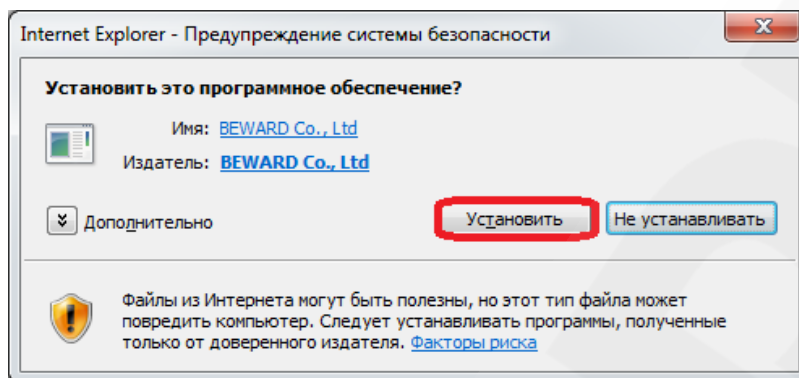 Internet Explorer - Предупреждение системы безопасности
Установить это программное обеспечение?
Имя: BEWARD Co., Ltd
Издатель: BEWARD Co., Ltd
Дополнительно Установить Не устанавливать
Файлы из Интернета могут быть полезны, но этот тип файла может
повредить компьютер. Следует устанавливать программы, полученные
только от доверенного издателя. Факторы риска